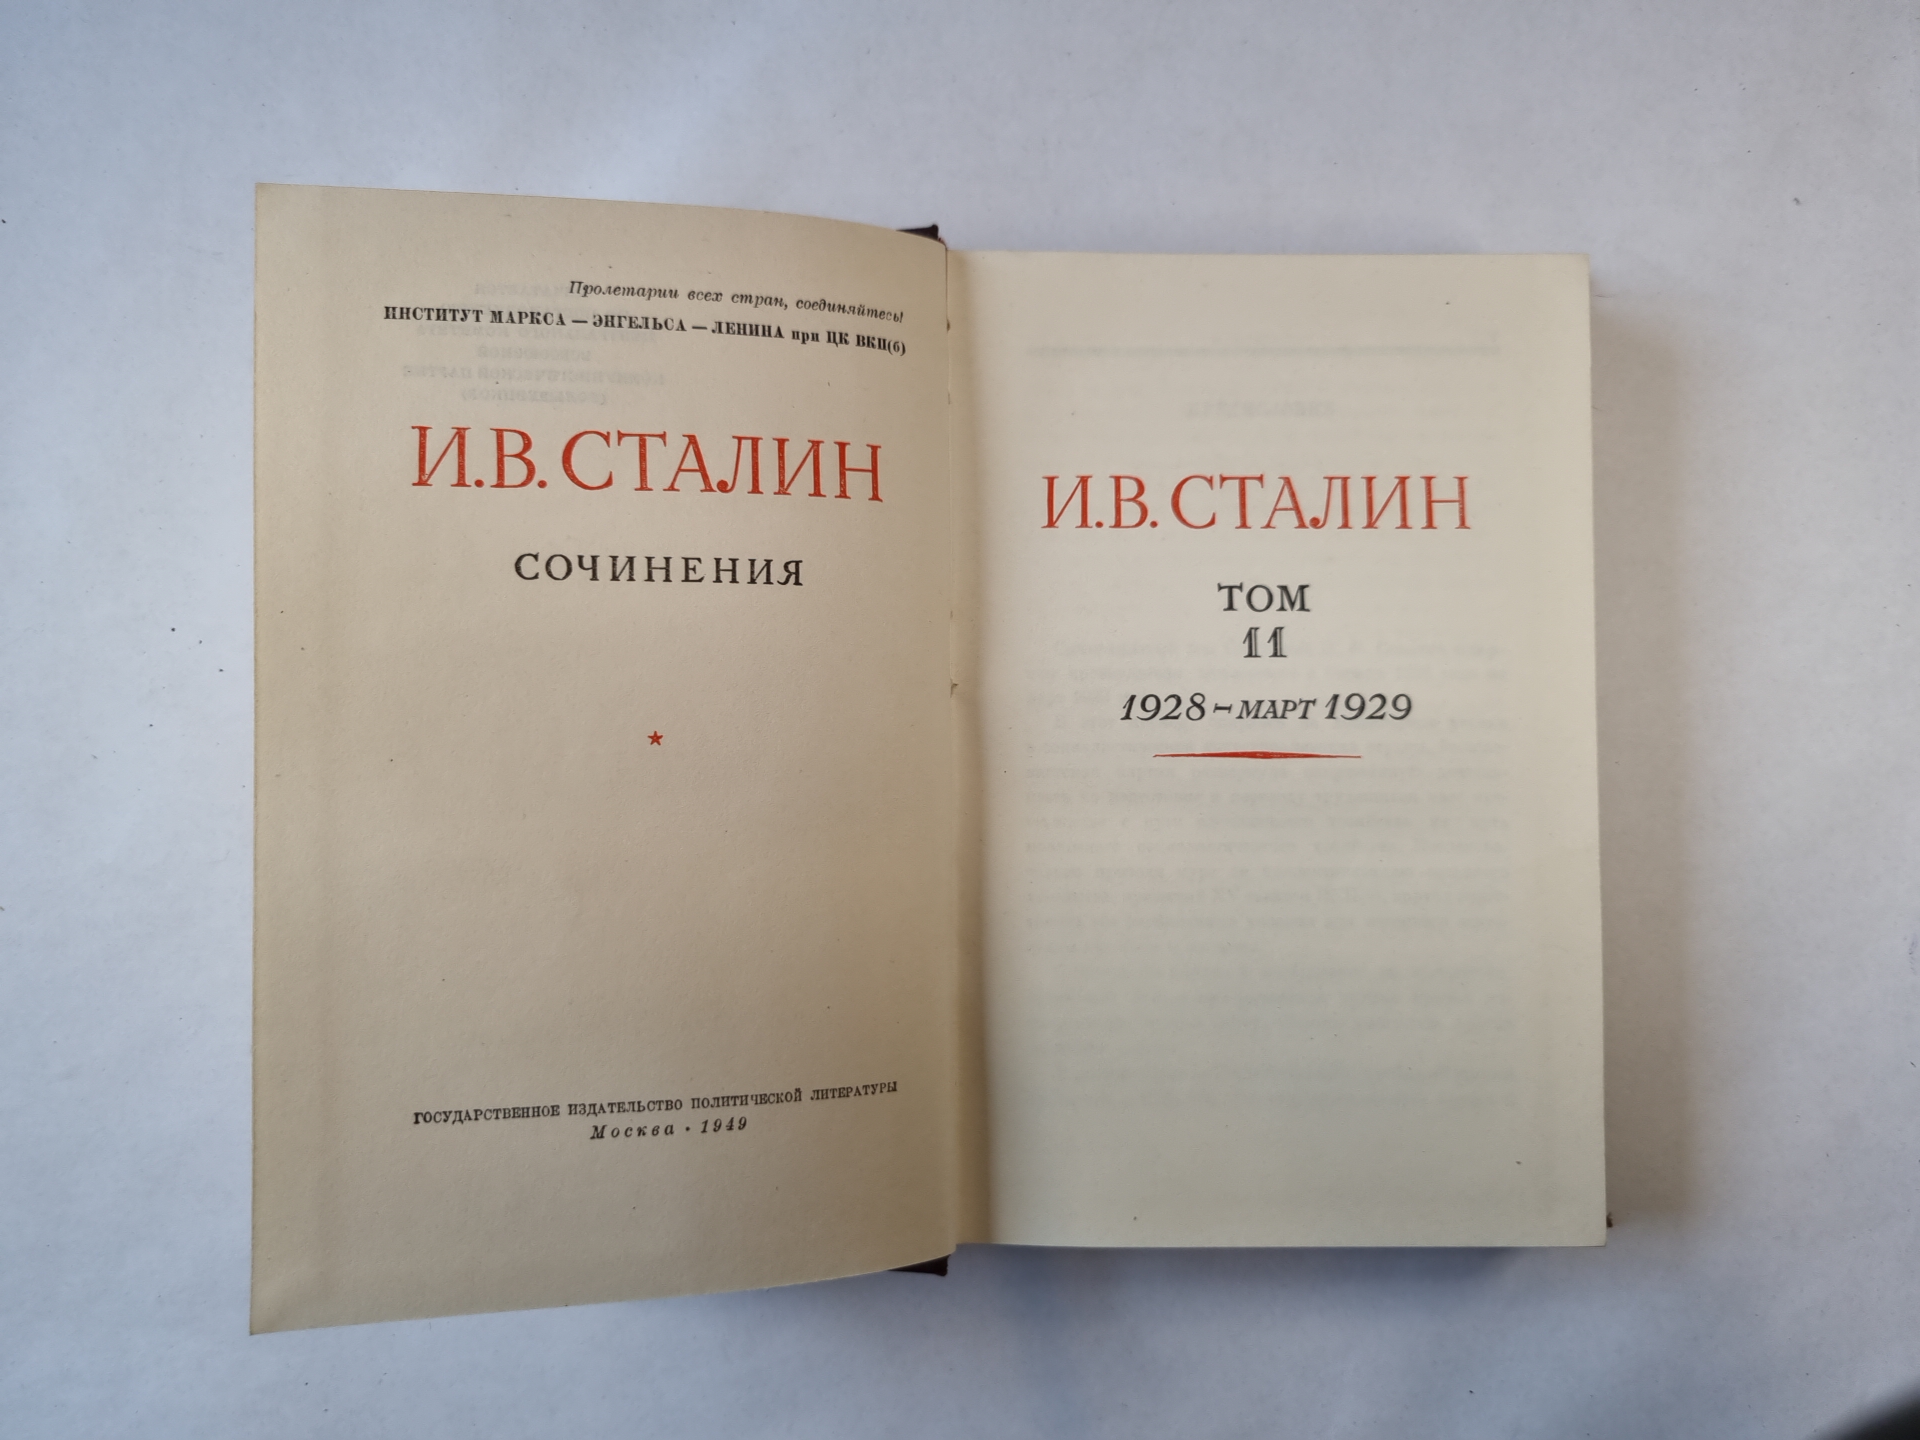 Пролетарии всех стран, соединяйтесь!
ИНСТИТУТ МАРКСА — ЭНГЕЛЬСА — ЛЕНИНА при ЦК ВКП(б)
И.В. СТАЛИН
СОЧИНЕНИЯ
ГОСУДАРСТВЕННОЕ ИЗДАТЕЛЬСТВО ПОЛИТИЧЕСКОЙ ЛИТЕРАТУРЫ
Москва • 1949
И.В. СТАЛИН
ТОМ
11
1928 – МАРТ 1929